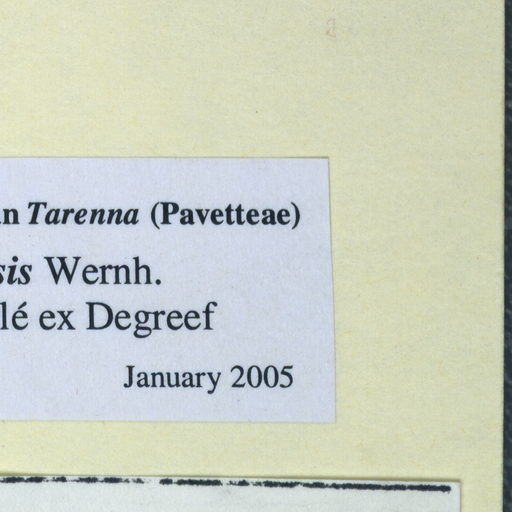 n Tarenna (Pavetteae)
sis Wernh.
lé ex Degreef
January 2005